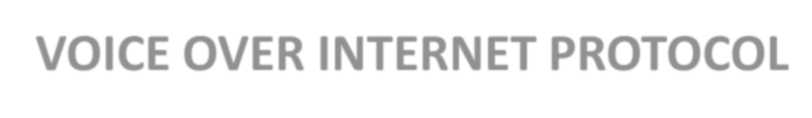 VOICE OVER INTERNET PROTOCOL